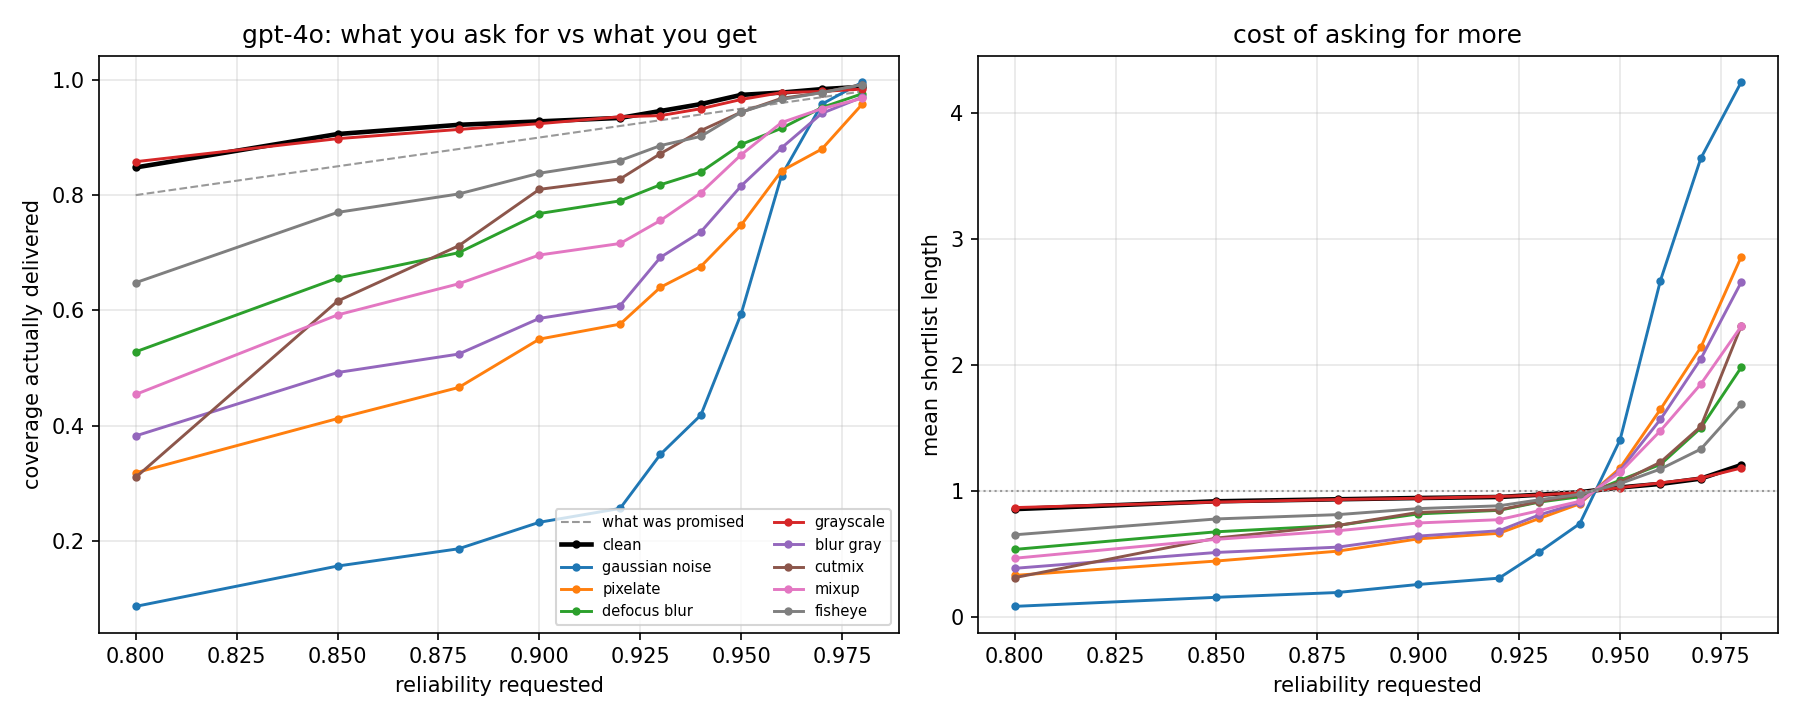 gpt-4o: what you ask for vs what you get
coverage actually delivered
1.0
0.8
0.6
0.4
0.2
0.800 0.825 0.850 0.875 0.900 0.925 0.950 0.975
reliability requested
what was promised
clean
gaussian noise
pixelate
defocus blur
grayscale
blur gray
cutmix
mixup
fisheye
cost of asking for more
mean shortlist length
4
3
2
1
0
0.800 0.825 0.850 0.875 0.900 0.925 0.950 0.975
reliability requested